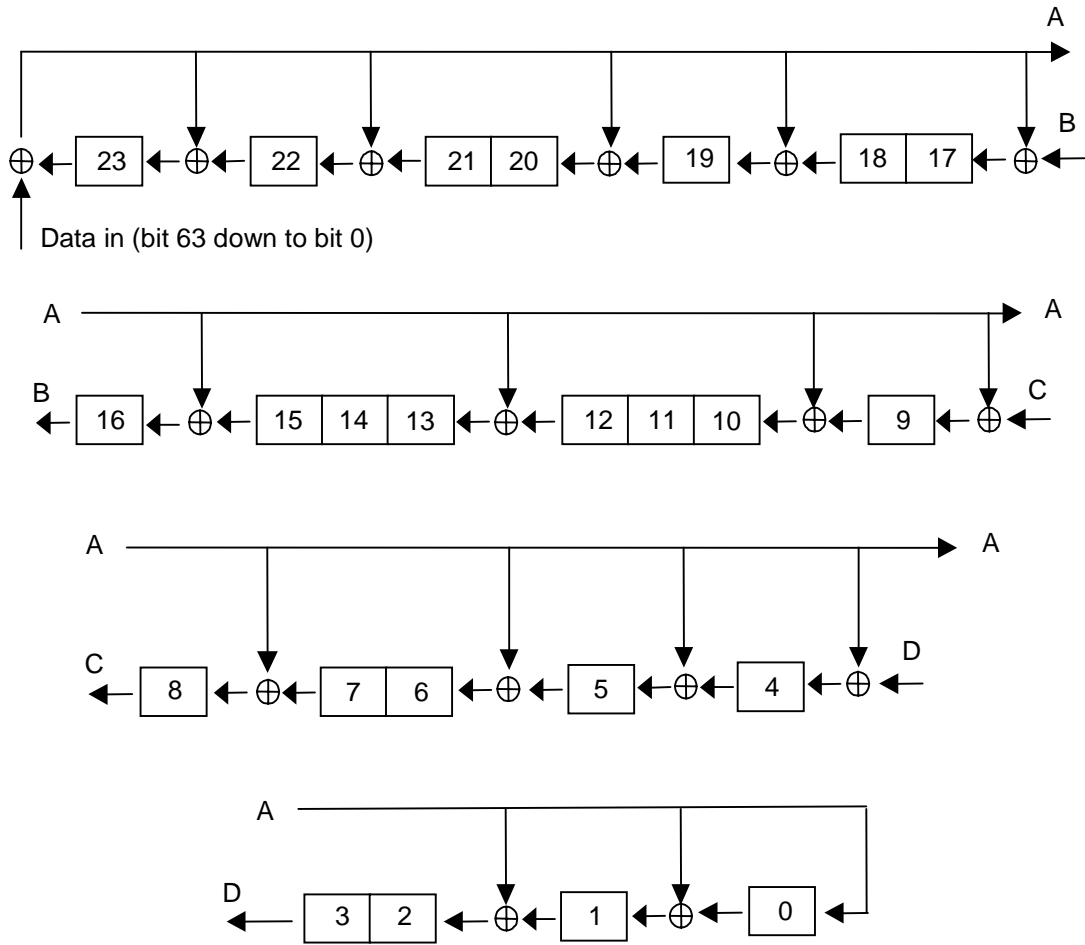 A
B
23 22 21 20 19 18 17
Data in (bit 63 down to bit 0)
A A
B C
16 15 14 13 12 11 10 9
A A
C D
8 7 6 5 4
A
D
3 2 1 0